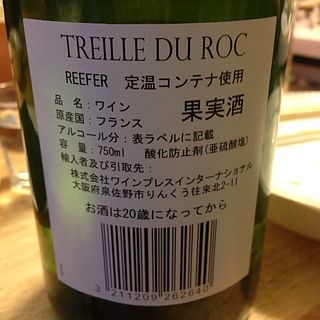 TREILLE DU ROC
REEFER 定温コンテナ使用
品名：ワイン
果実酒
原産国：フランス
アルコール分：表ラベルに記載
容量：750ml 酸化防止剤(亜硫酸塩)
輸入者及び引取先：
株式会社ワインプレスインターナショナル
大阪府泉佐野市りんくう往来北2-11
お酒は20歳になってから
3 211209 262640